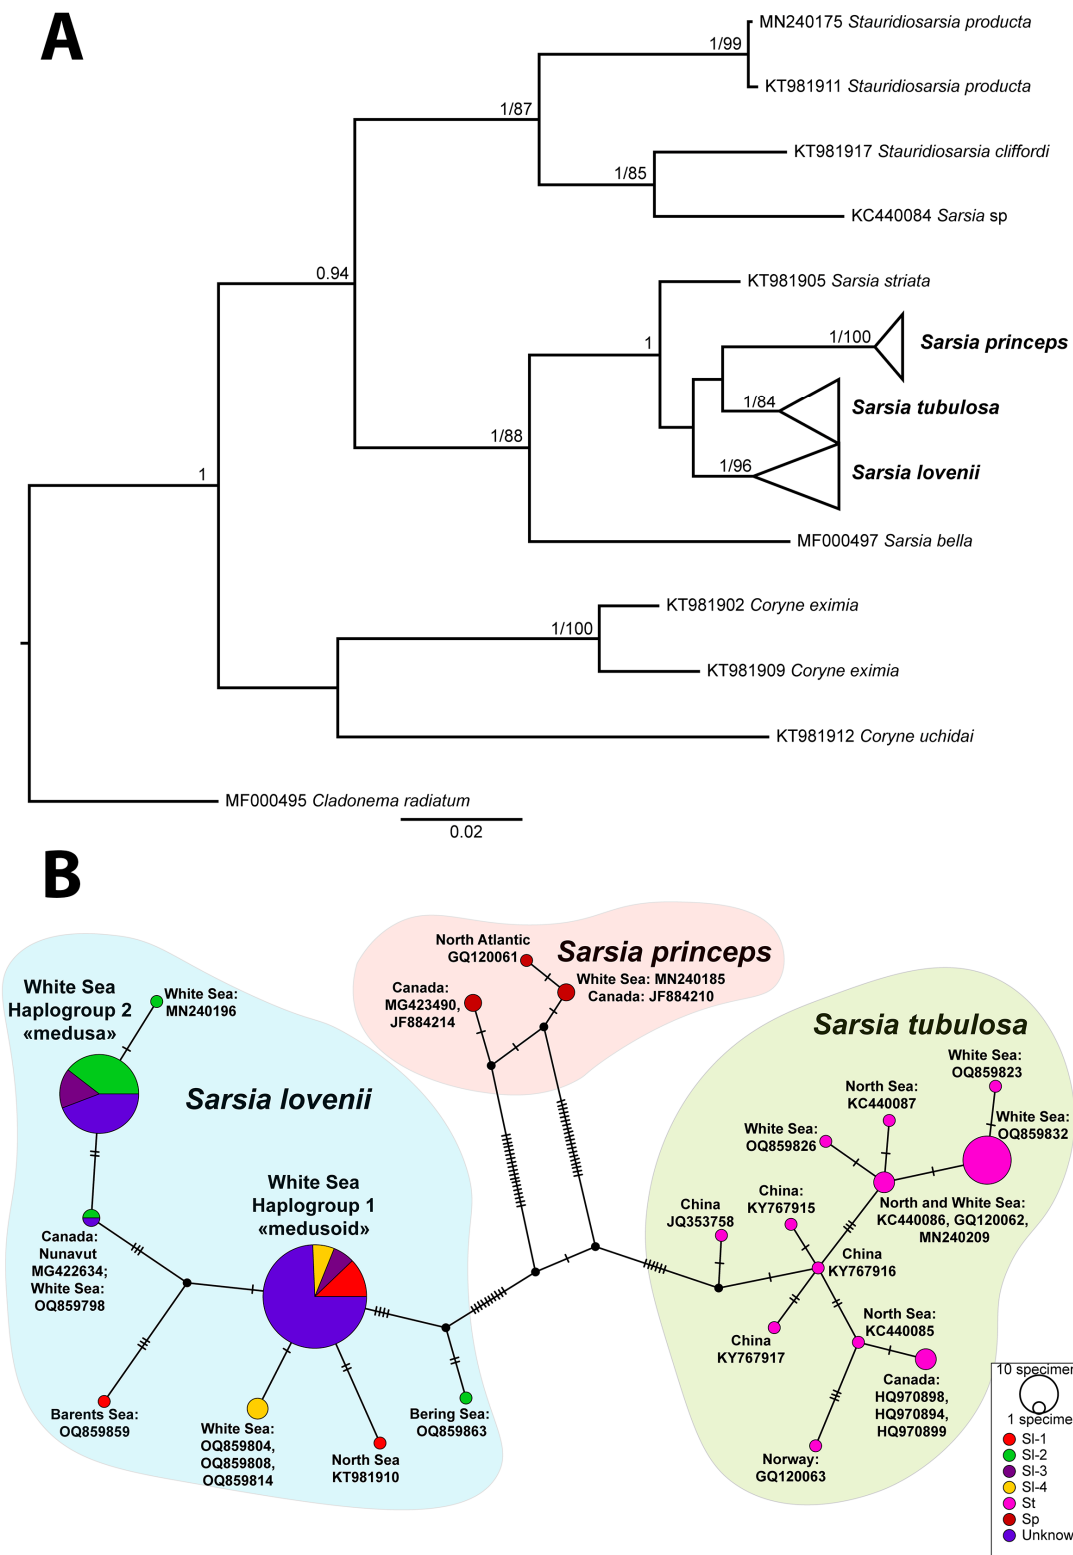 A
MN240175 Stauridiosarsia producta
1/99
KT981911 Stauridiosarsia producta
1/87
KT981917 Stauridiosarsia cliffordi
1/85
KC440084 Sarsia sp
0.94
KT981905 Sarsia striata
1
1/100
Sarsia princeps
1/84
Sarsia tubulosa
1/88
1/96
Sarsia lovenii
1
MF000497 Sarsia bella
KT981902 Coryne eximia
1/100
KT981909 Coryne eximia
KT981912 Coryne uchidai
MF000495 Cladonema radiatum
0.02
B
Sarsia princeps
North Atlantic
GQ120061
White Sea: MN240185
Canada: JF884210
Canada:
MG423490,
JF884214
White Sea
Haplogroup 2
«medusa»
White Sea:
MN240196
Sarsia lovenii
White Sea
Haplogroup 1
«medusoid»
Canada:
Nunavut
MG422634;
White Sea:
OQ859798
Barents Sea:
OQ859859
White Sea:
OQ859804,
OQ859808,
OQ859814
North Sea
KT981910
Bering Sea:
OQ859863
Sarsia tubulosa
White Sea:
OQ859823
North Sea:
KC440087
White Sea:
OQ859826
White Sea:
OQ859832
North and White Sea:
KC440086, GQ120062,
MN240209
China
JQ353758
China:
KY767915
China
KY767916
China
KY767917
North Sea:
KC440085
Canada:
HQ970898,
HQ970894,
HQ970899
Norway:
GQ120063
10 specimen
1 specime
Sl-1
Sl-2
Sl-3
Sl-4
St
Sp
Unknow